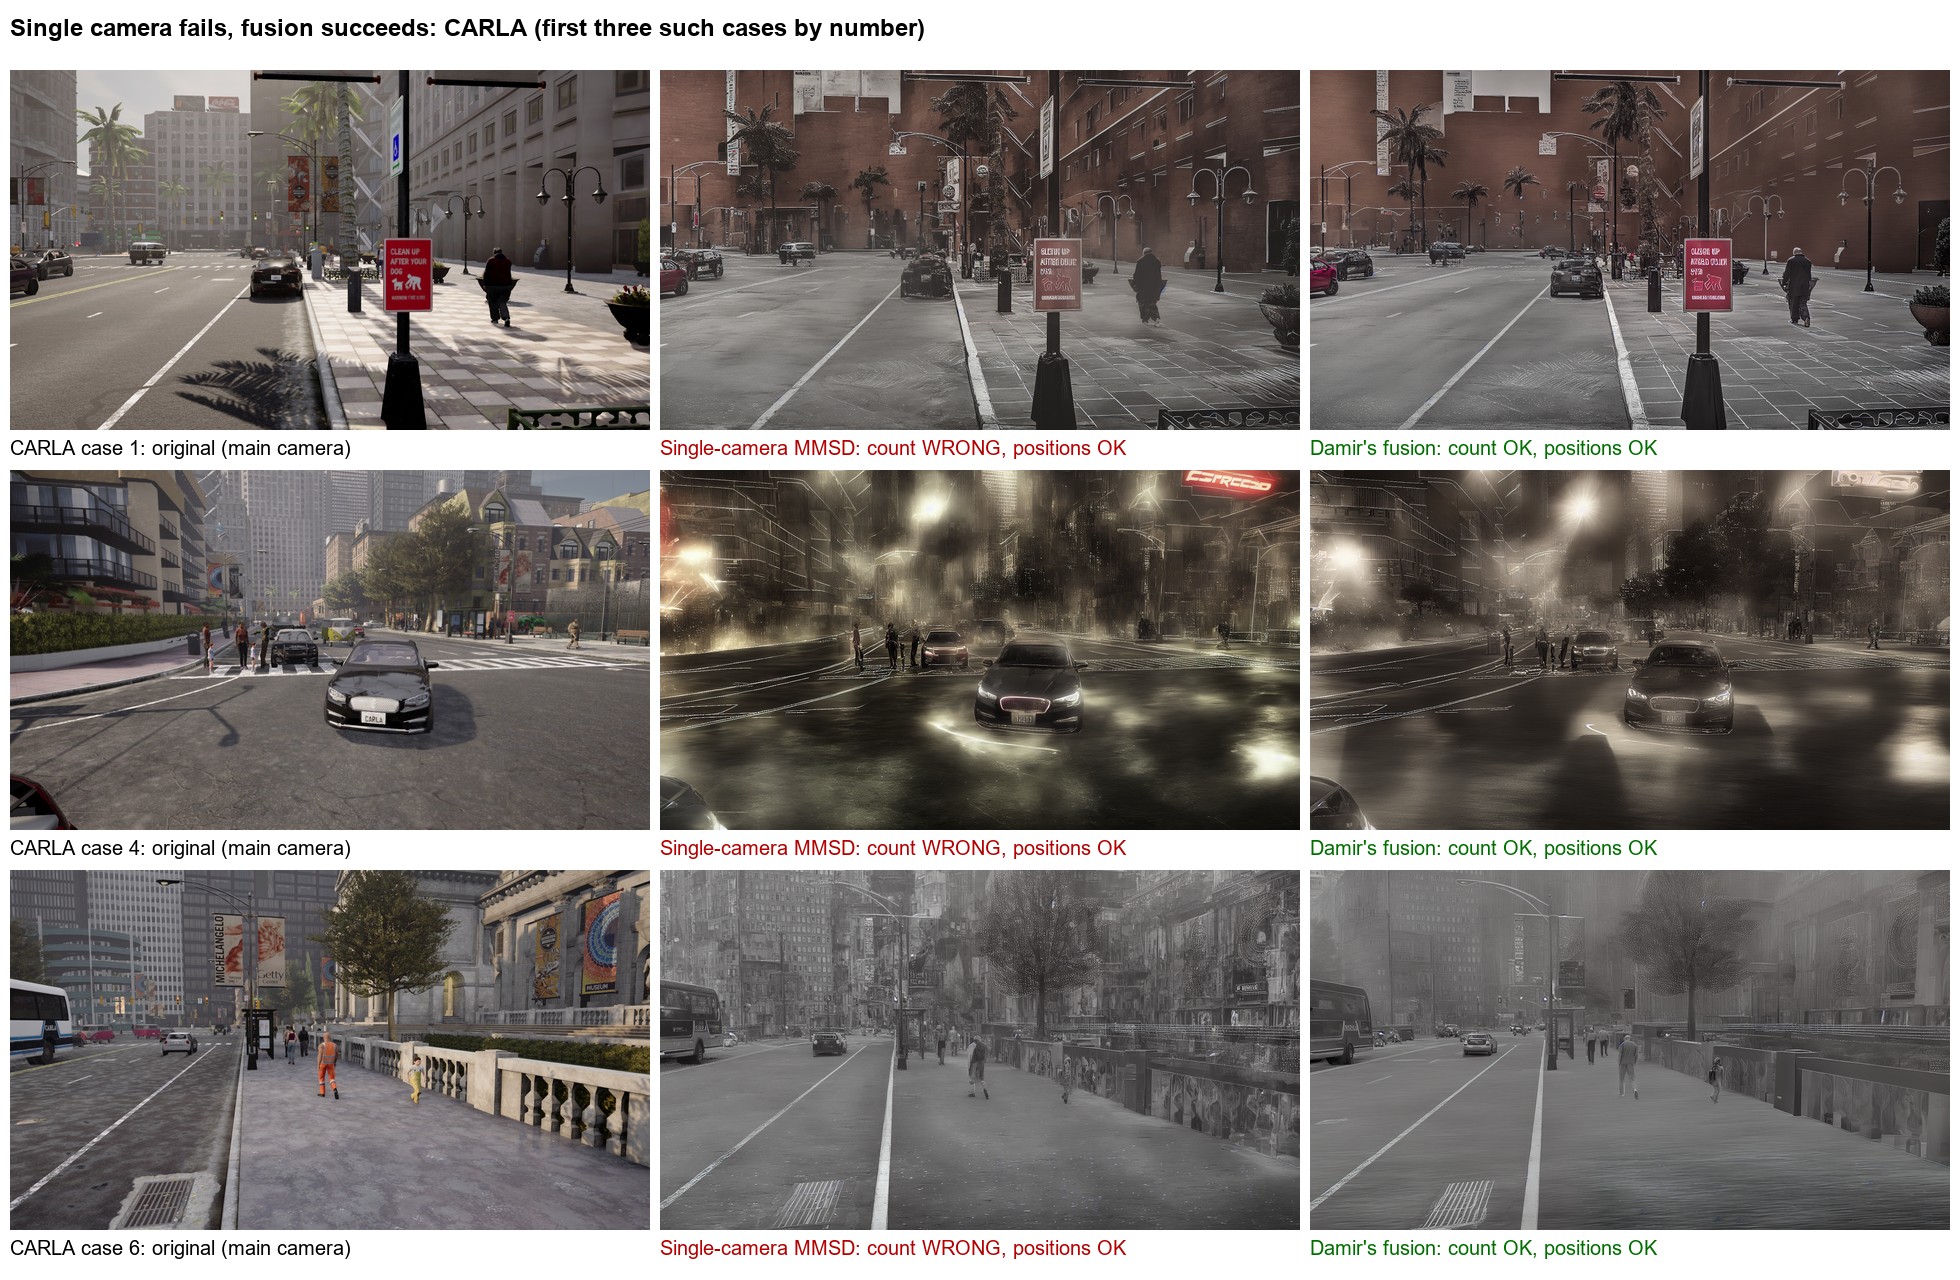 Single camera fails, fusion succeeds: CARLA (first three such cases by number)
CLEAN UP
AFTER YOUR
DOG
CARLA case 1: original (main camera)
Single-camera MMSD: count WRONG, positions OK
Damir's fusion: count OK, positions OK
CARLA
CARLA case 4: original (main camera)
Single-camera MMSD: count WRONG, positions OK
Damir's fusion: count OK, positions OK
MICHELANGELO
Getty
MUSEUM
CARLA case 6: original (main camera)
Single-camera MMSD: count WRONG, positions OK
Damir's fusion: count OK, positions OK